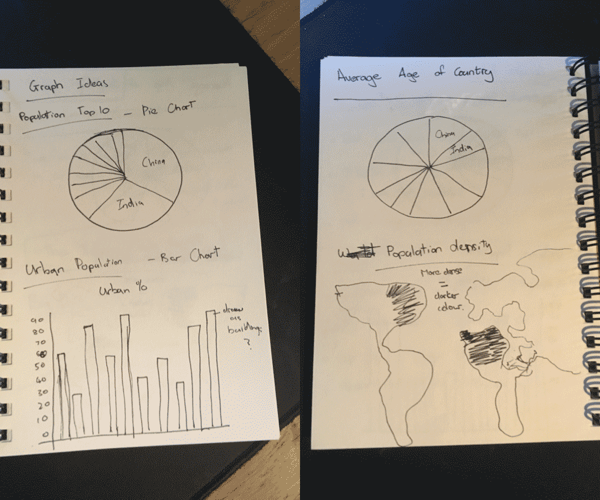 Graph Ideas
Population Top 10 - Pie Chart
China
India
Urban Population - Bar Chart
Urban %
90
80
70
60
50
40
30
20
10
0
draw
as
buildings
?
Average Age of Country
China
India
Population density
More dense
=
darker
colour.